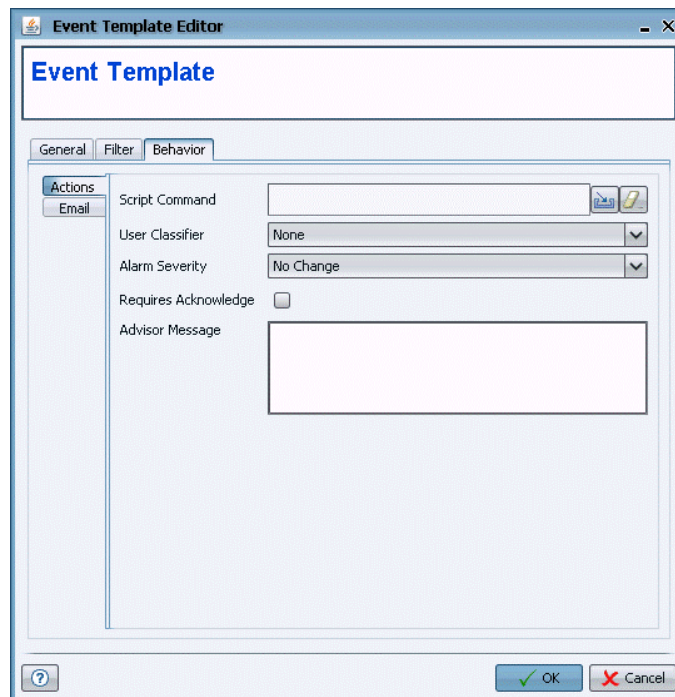 Event Template Editor
Event Template
General Filter Behavior
Actions
Email
Script Command
User Classifier None
Alarm Severity No Change
Requires Acknowledge
Advisor Message
? OK Cancel